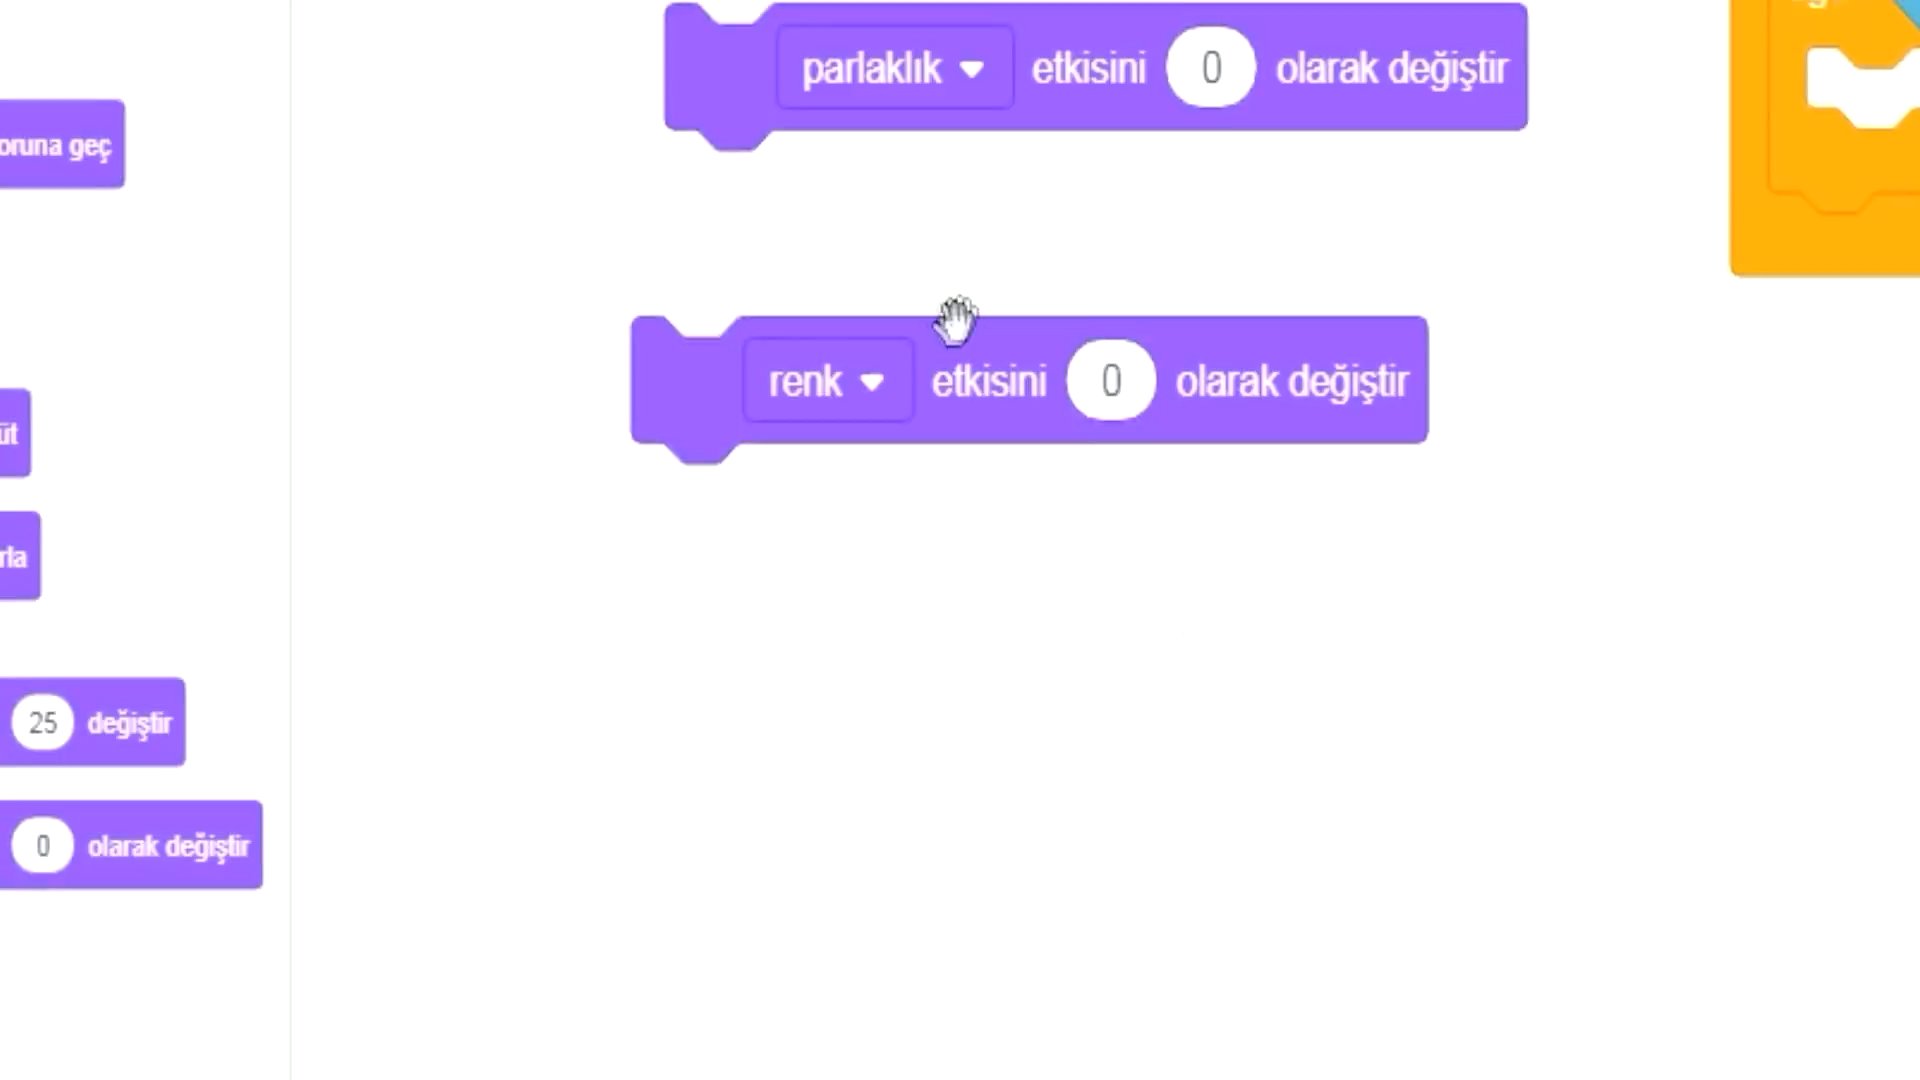 parlaklık etkisini 0 olarak değiştir
oruna geç
renk etkisini 0 olarak değiştir
üt
rla
25 değiştir
0 olarak değiştir